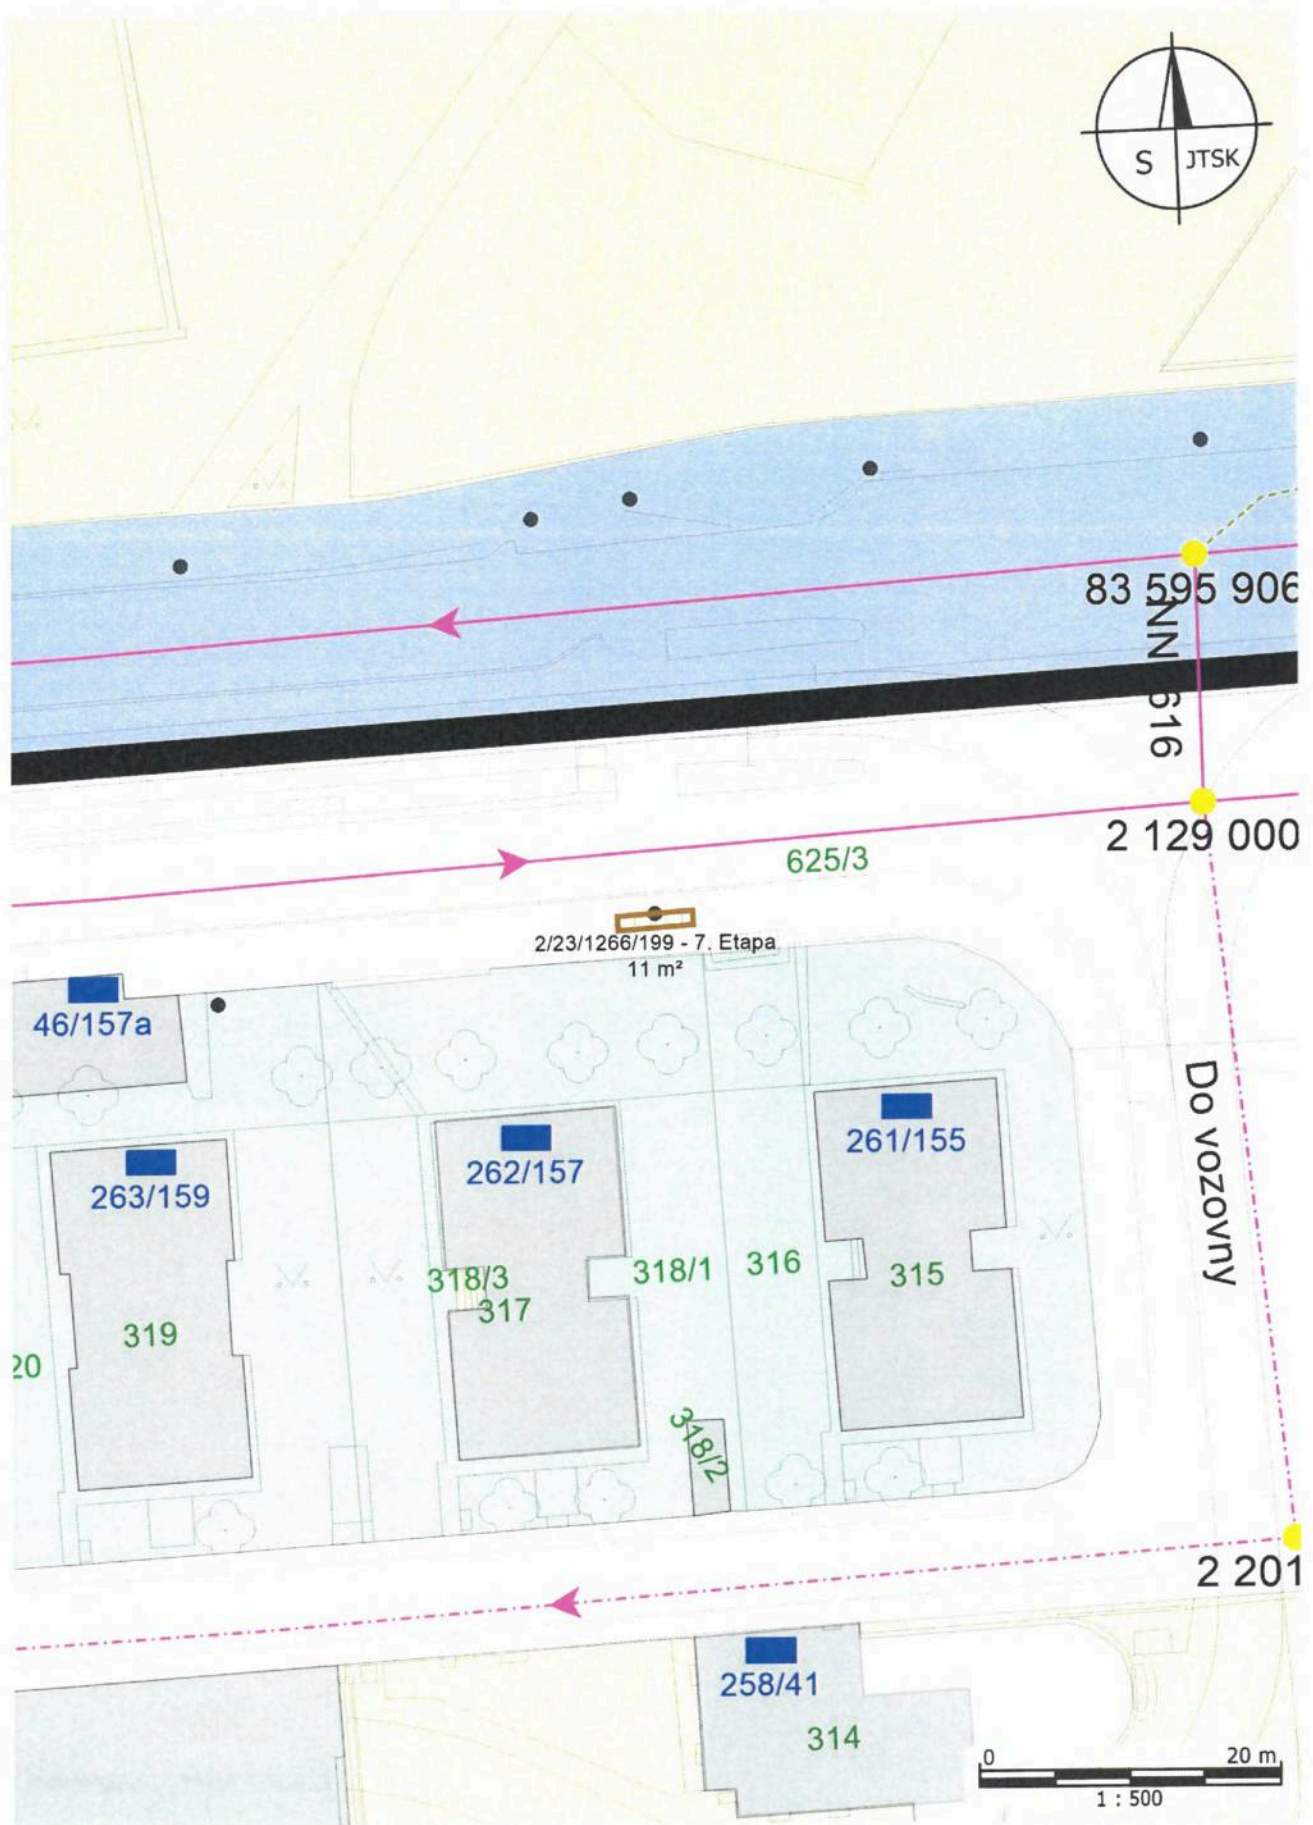 S JTSK
83 595 906
NN 616
2 129 000
625/3
2/23/1266/199 - 7. Etapa
11 m²
46/157a
Do vozovny
261/155
262/157
263/159
318/3
318/1
316
315
317
319
20
318/2
2 201
258/41
314
0 20 m
1 : 500